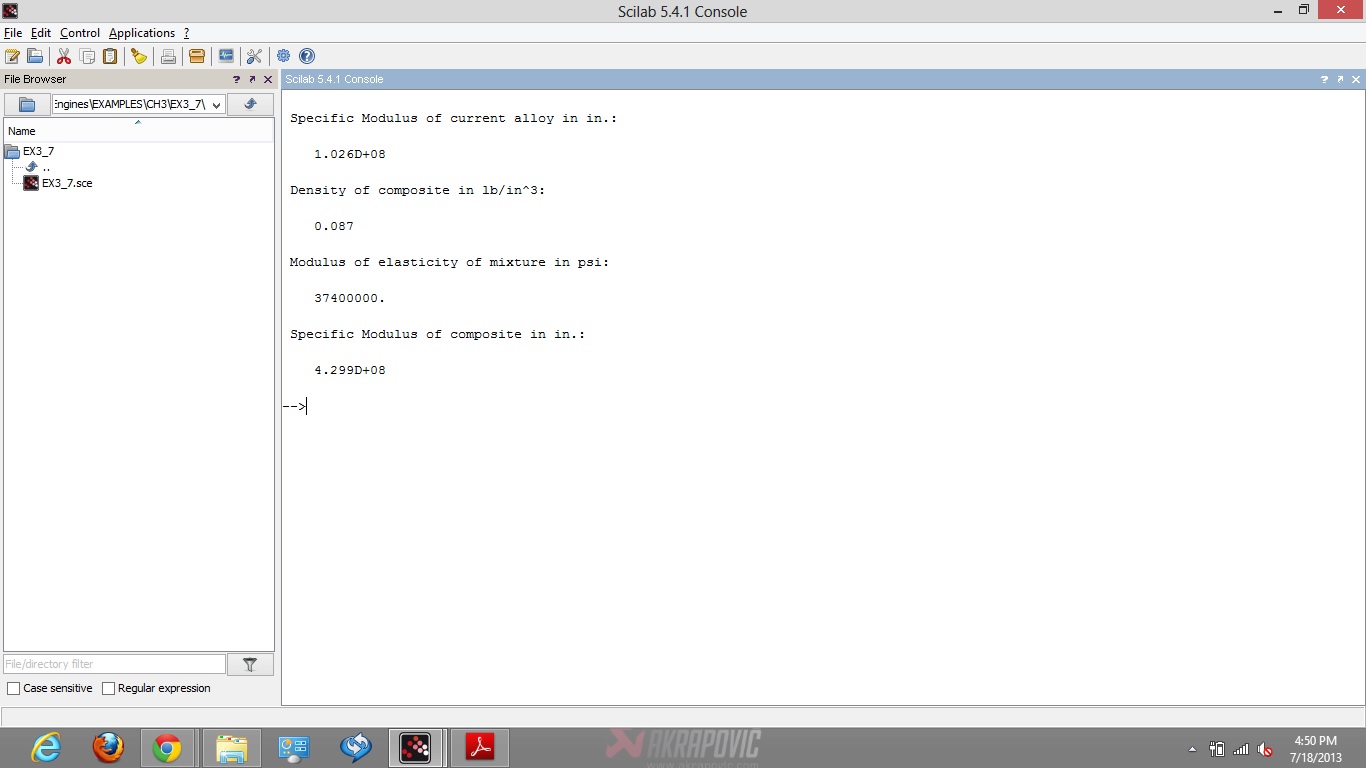 Scilab 5.4.1 Console
File Edit Control Applications ?
File Browser
? ↗ ×
Scilab 5.4.1 Console
? ↗ ×
:ngines\EXAMPLES\CH3\EX3_7\
Name
EX3_7
..
EX3_7.sce
Specific Modulus of current alloy in in.:
1.026D+08
Density of composite in lb/in^3:
0.087
Modulus of elasticity of mixture in psi:
37400000.
Specific Modulus of composite in in.:
4.299D+08
-->
File/directory filter
Case sensitive Regular expression
AKRAPOVIC
www.akrapovic.com
4:50 PM
7/18/2013